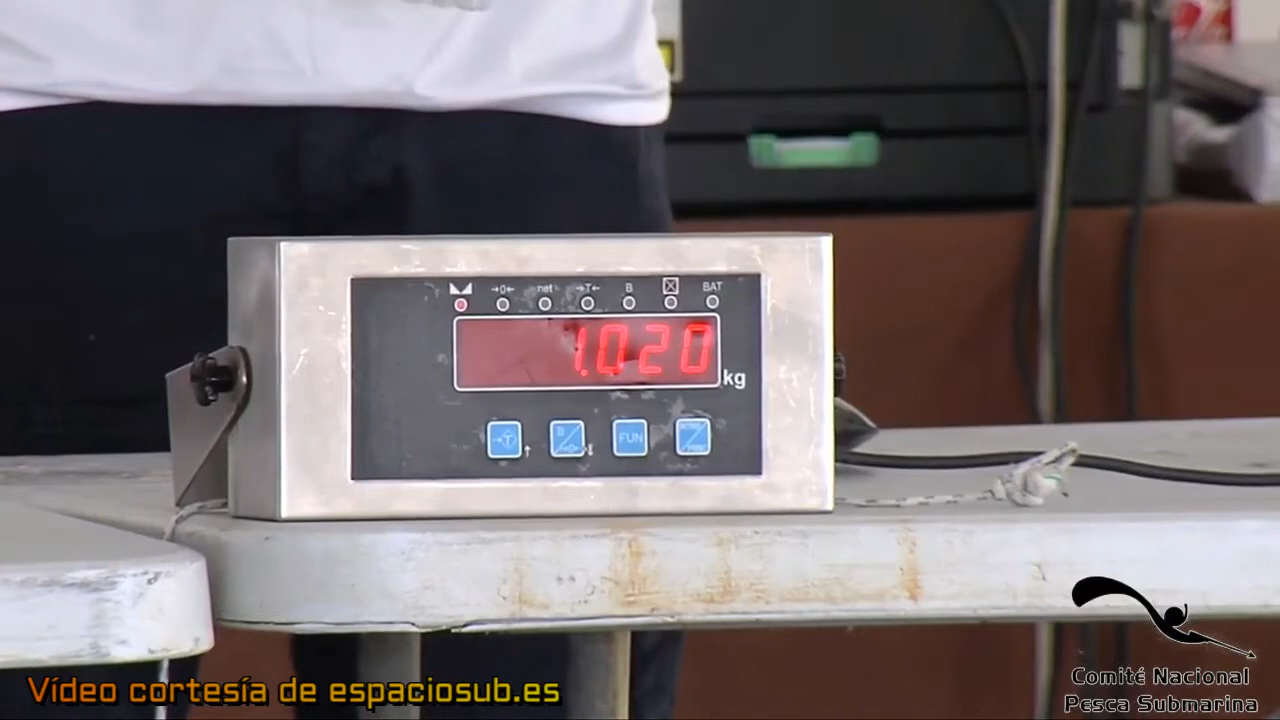 →0← net →T← B BAT
1.020
kg
→T← B FUN
Vídeo cortesía de espaciosub.es
Comité Nacional
Pesca Submarina